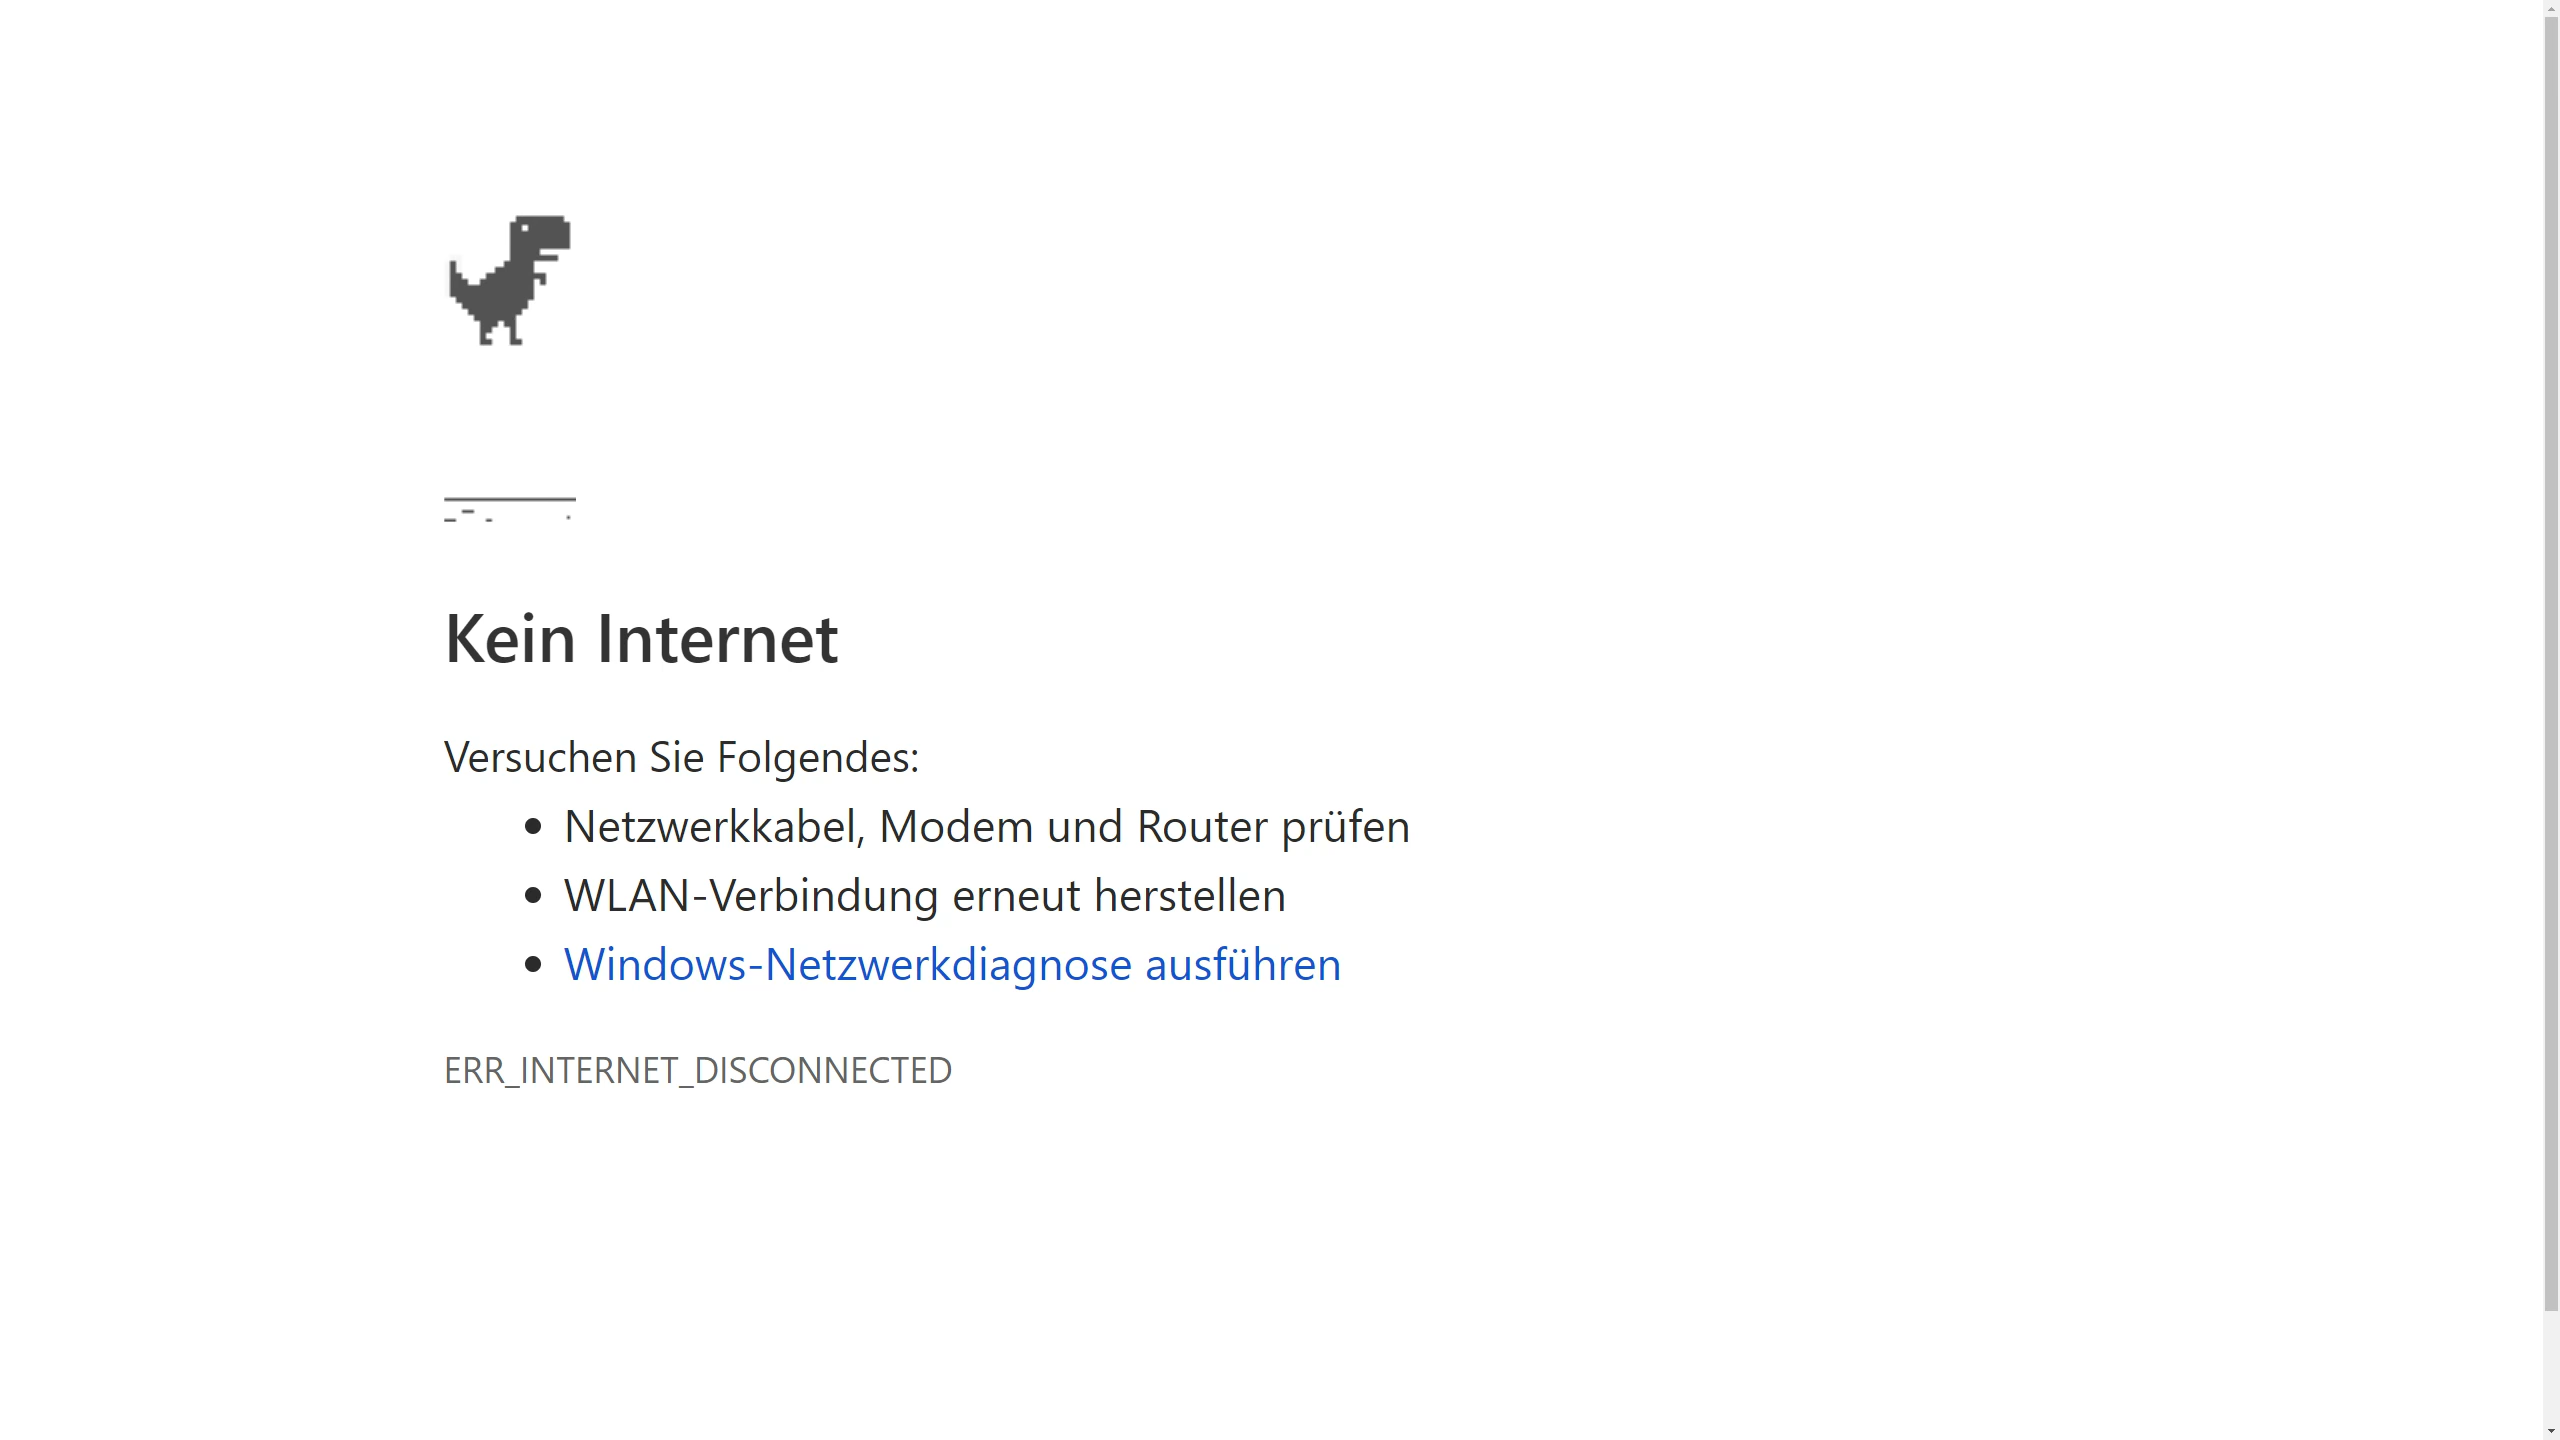 Kein Internet
Versuchen Sie Folgendes:
Netzwerkkabel, Modem und Router prüfen
WLAN-Verbindung erneut herstellen
Windows-Netzwerkdiagnose ausführen
ERR_INTERNET_DISCONNECTED